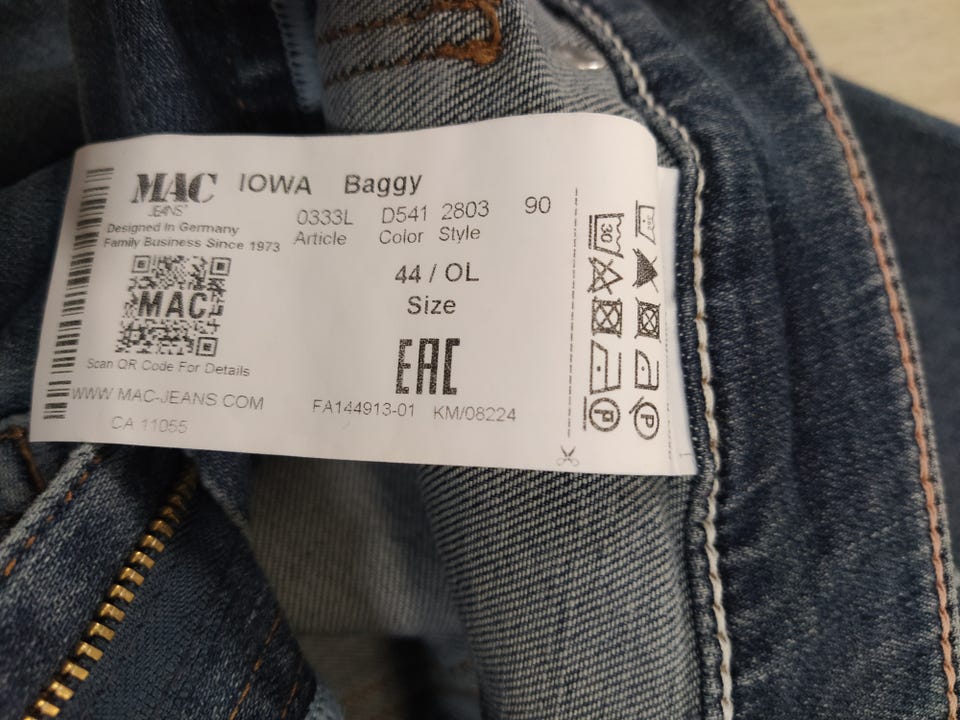 MAC IOWA Baggy
JEANS
0333L D541 2803 90
Article Color Style
Designed In Germany
Family Business Since 1973
44 / OL
Size
MAC
EAC
Scan QR Code For Details
WWW MAC-JEANS.COM
FA144913-01 KM/08224
CA 11055
30
P
P